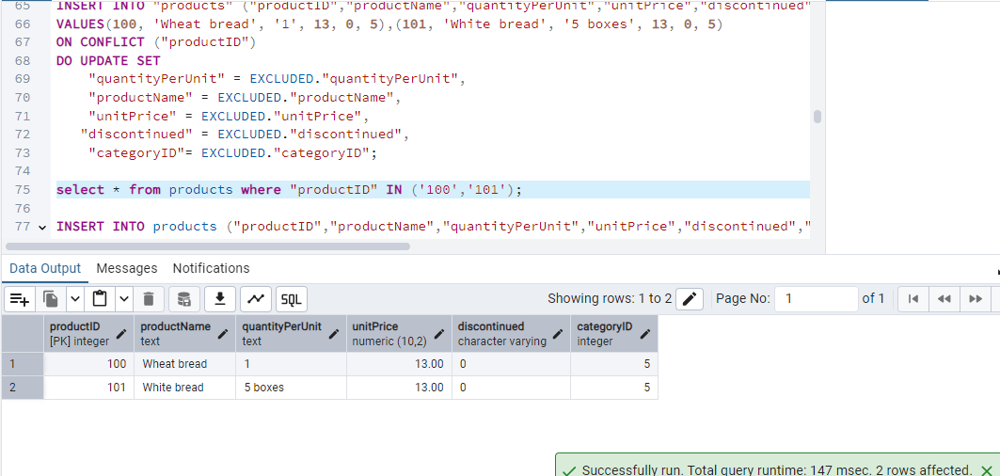 65 INSERT INTO "products" ("productID","productName","quantityPerUnit","unitPrice","discontinued"
66 VALUES(100, 'Wheat bread', '1', 13, 0, 5),(101, 'White bread', '5 boxes', 13, 0, 5)
67 ON CONFLICT ("productID")
68 DO UPDATE SET
69 "quantityPerUnit" = EXCLUDED."quantityPerUnit",
70 "productName" = EXCLUDED."productName",
71 "unitPrice" = EXCLUDED."unitPrice",
72 "discontinued" = EXCLUDED."discontinued",
73 "categoryID"= EXCLUDED."categoryID";
74
75 select * from products where "productID" IN ('100','101');
76
77 INSERT INTO products ("productID","productName","quantityPerUnit","unitPrice","discontinued","
Data Output Messages Notifications
SQL Showing rows: 1 to 2 Page No: 1 of 1
productID productName quantityPerUnit unitPrice discontinued categoryID
[PK] integer text text numeric (10,2) character varying integer
1 100 Wheat bread 1 13.00 0 5
2 101 White bread 5 boxes 13.00 0 5
Successfully run. Total query runtime: 147 msec. 2 rows affected.